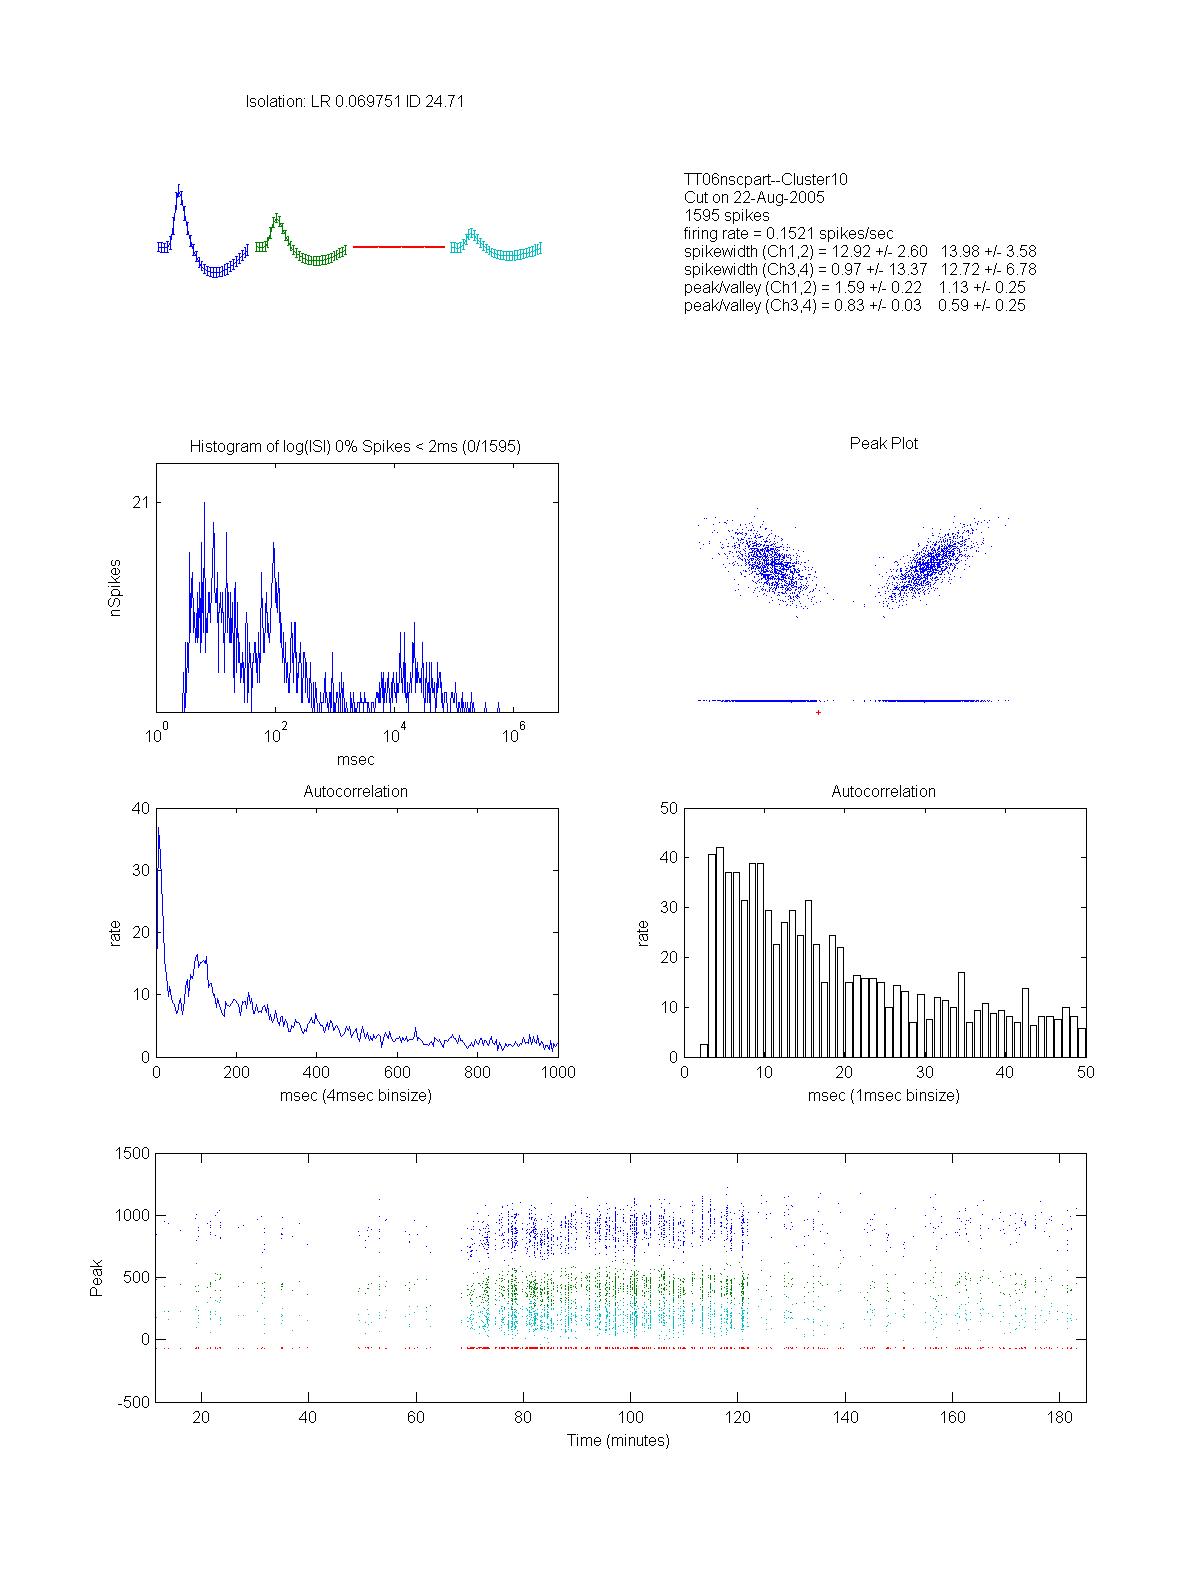 Isolation: LR 0.069751 ID 24.71
TT06nscpart--Cluster10
Cut on 22-Aug-2005
1595 spikes
firing rate = 0.1521 spikes/sec
spikewidth (Ch1,2) = 12.92 +/- 2.60 13.98 +/- 3.58
spikewidth (Ch3,4) = 0.97 +/- 13.37 12.72 +/- 6.78
peak/valley (Ch1,2) = 1.59 +/- 0.22 1.13 +/- 0.25
peak/valley (Ch3,4) = 0.83 +/- 0.03 0.59 +/- 0.25
Histogram of log(ISI) 0% Spikes < 2ms (0/1595)
21
nSpikes
10^0 10^2 10^4 10^6
msec
Peak Plot
Autocorrelation
40
30
20
10
0
rate
0 200 400 600 800 1000
msec (4msec binsize)
Autocorrelation
50
40
30
20
10
0
rate
0 10 20 30 40 50
msec (1msec binsize)
1500
1000
500
0
-500
Peak
20 40 60 80 100 120 140 160 180
Time (minutes)